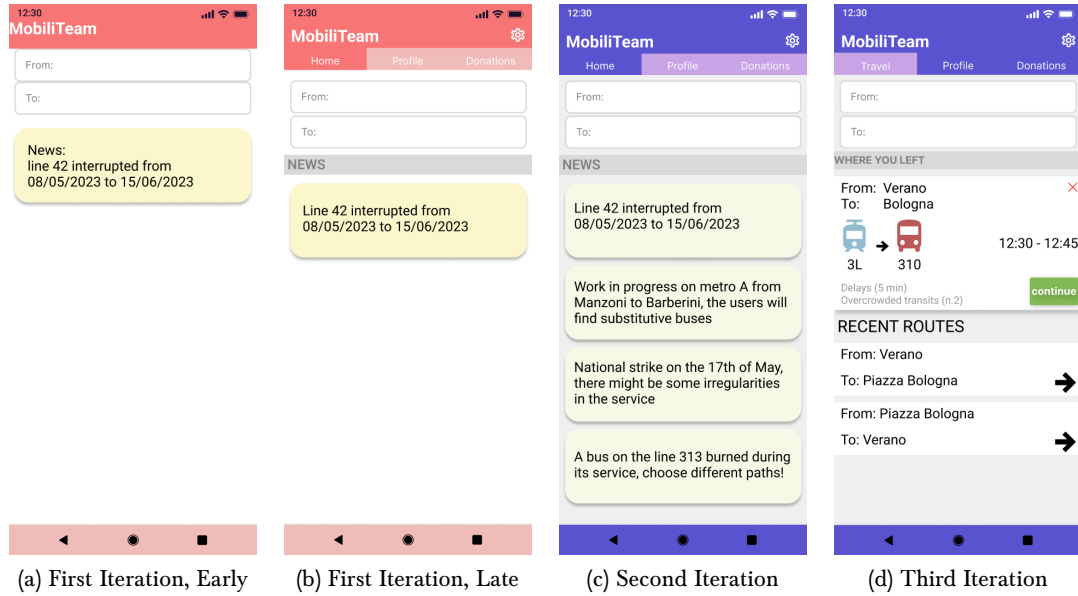 12:30
MobiliTeam
From:
To:
News:
line 42 interrupted from
08/05/2023 to 15/06/2023
(a) First Iteration, Early
12:30
MobiliTeam
Home Profile Donations
From:
To:
NEWS
Line 42 interrupted from
08/05/2023 to 15/06/2023
(b) First Iteration, Late
12:30
MobiliTeam
Home Profile Donations
From:
To:
NEWS
Line 42 interrupted from
08/05/2023 to 15/06/2023
Work in progress on metro A from
Manzoni to Barberini, the users will
find substitutive buses
National strike on the 17th of May,
there might be some irregularities
in the service
A bus on the line 313 burned during
its service, choose different paths!
(c) Second Iteration
12:30
MobiliTeam
Travel Profile Donations
From:
To:
WHERE YOU LEFT
From: Verano
To: Bologna
3L 310
12:30 - 12:45
Delays (5 min)
Overcrowded transits (n.2)
continue
RECENT ROUTES
From: Verano
To: Piazza Bologna
From: Piazza Bologna
To: Verano
(d) Third Iteration